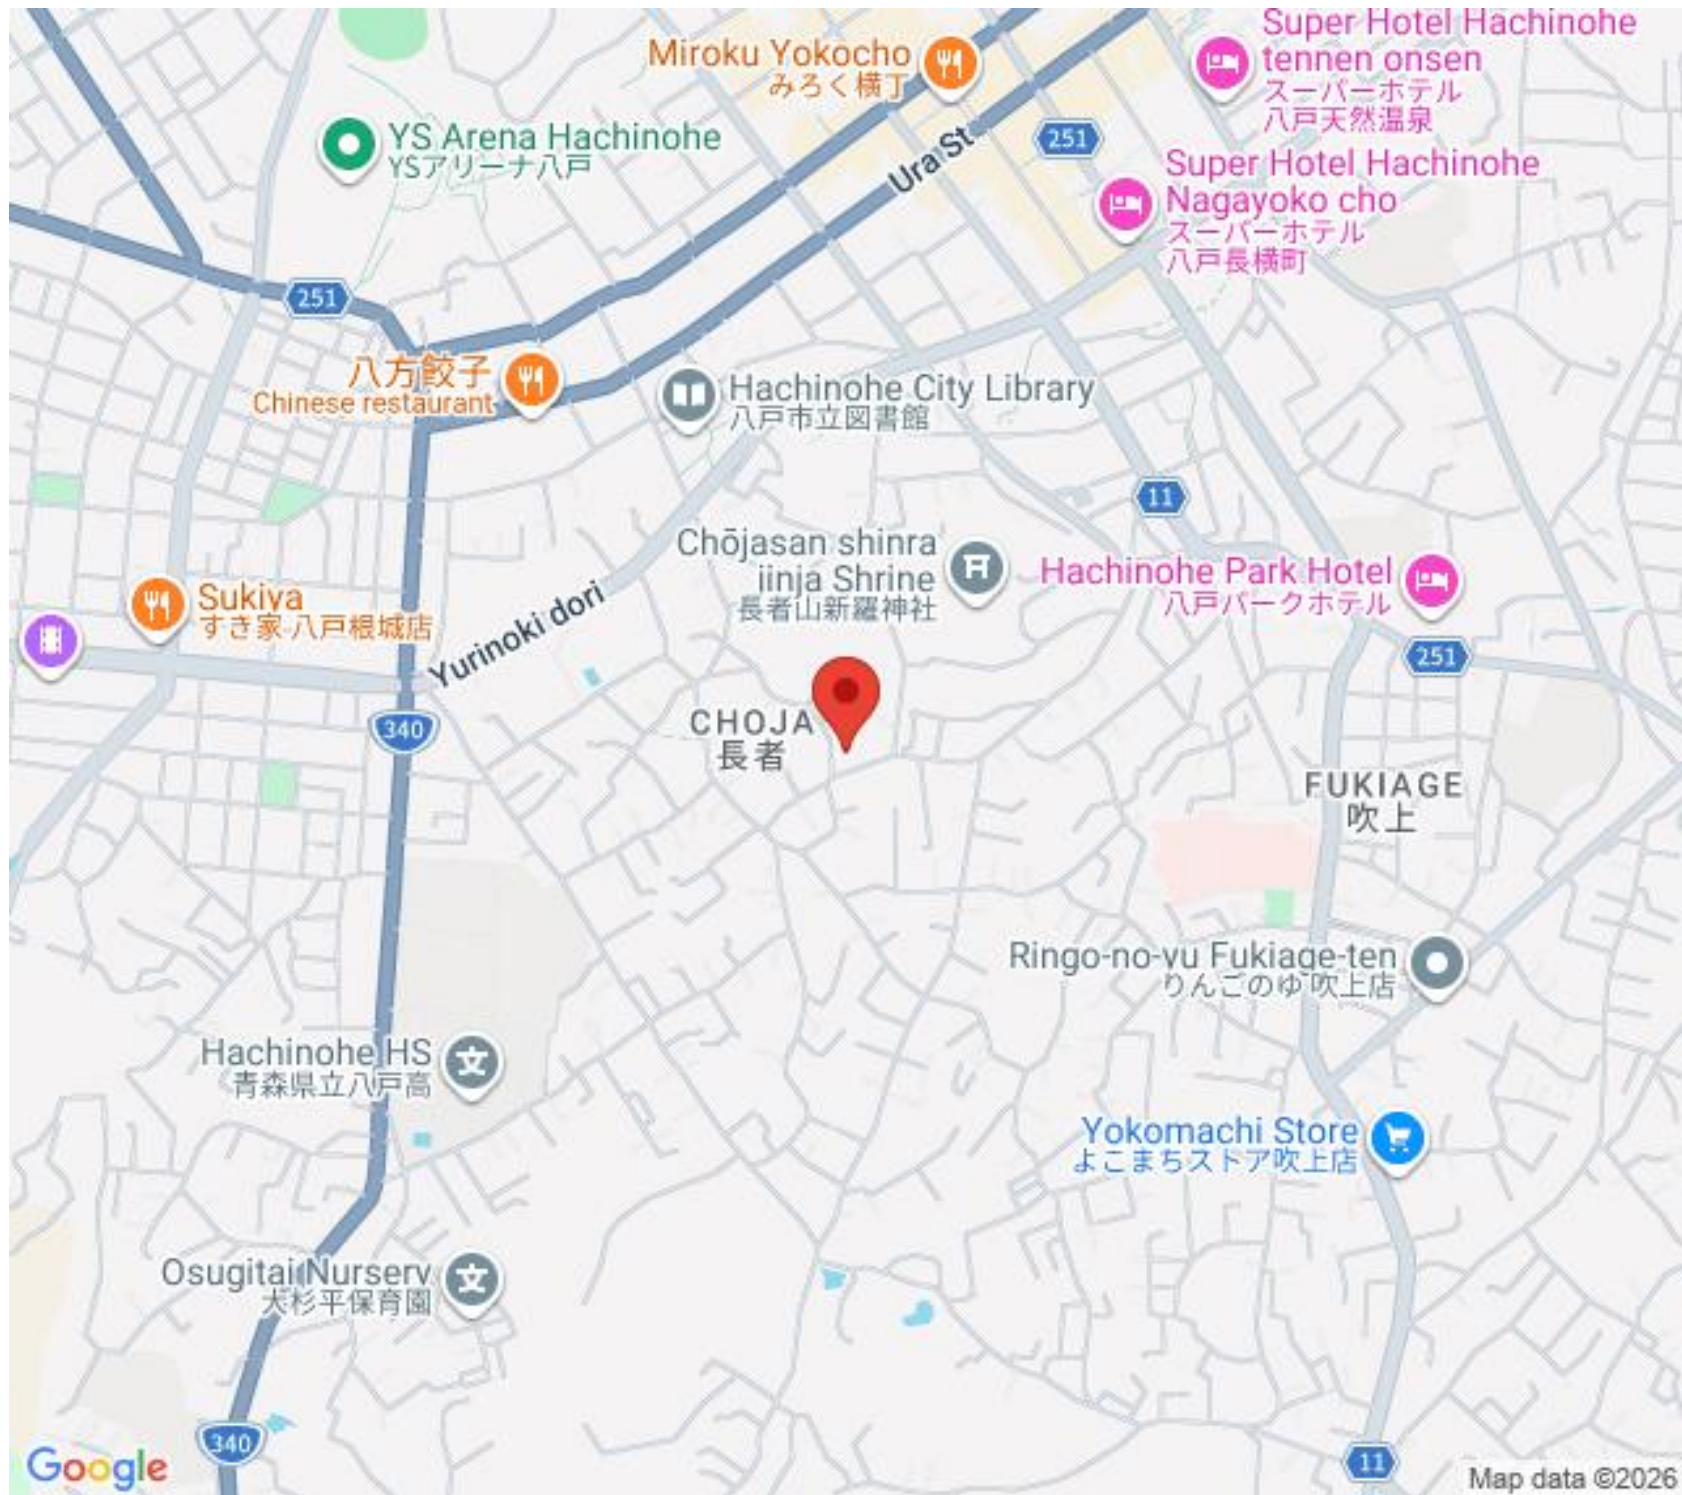 Super Hotel Hachinohe
tennen onsen
スーパーホテル
八戸天然温泉
Miroku Yokocho
みろく横丁
YS Arena Hachinohe
YSアリーナ八戸
Ura St
251
Super Hotel Hachinohe
Nagayoko cho
スーパーホテル
八戸長横町
251
八方餃子
Chinese restaurant
Hachinohe City Library
八戸市立図書館
11
Chōjasan shinra
jinja Shrine
長者山新羅神社
Hachinohe Park Hotel
八戸パークホテル
Sukiya
すき家 八戸根城店
Yurinoki dori
251
340
CHOJA
長者
FUKIAGE
吹上
Ringo-no-yu Fukiage-ten
りんごのゆ 吹上店
Hachinohe HS
青森県立八戸高
Yokomachi Store
よこまちストア吹上店
Osugitai Nursery
大杉平保育園
340
11
Google
Map data ©2026